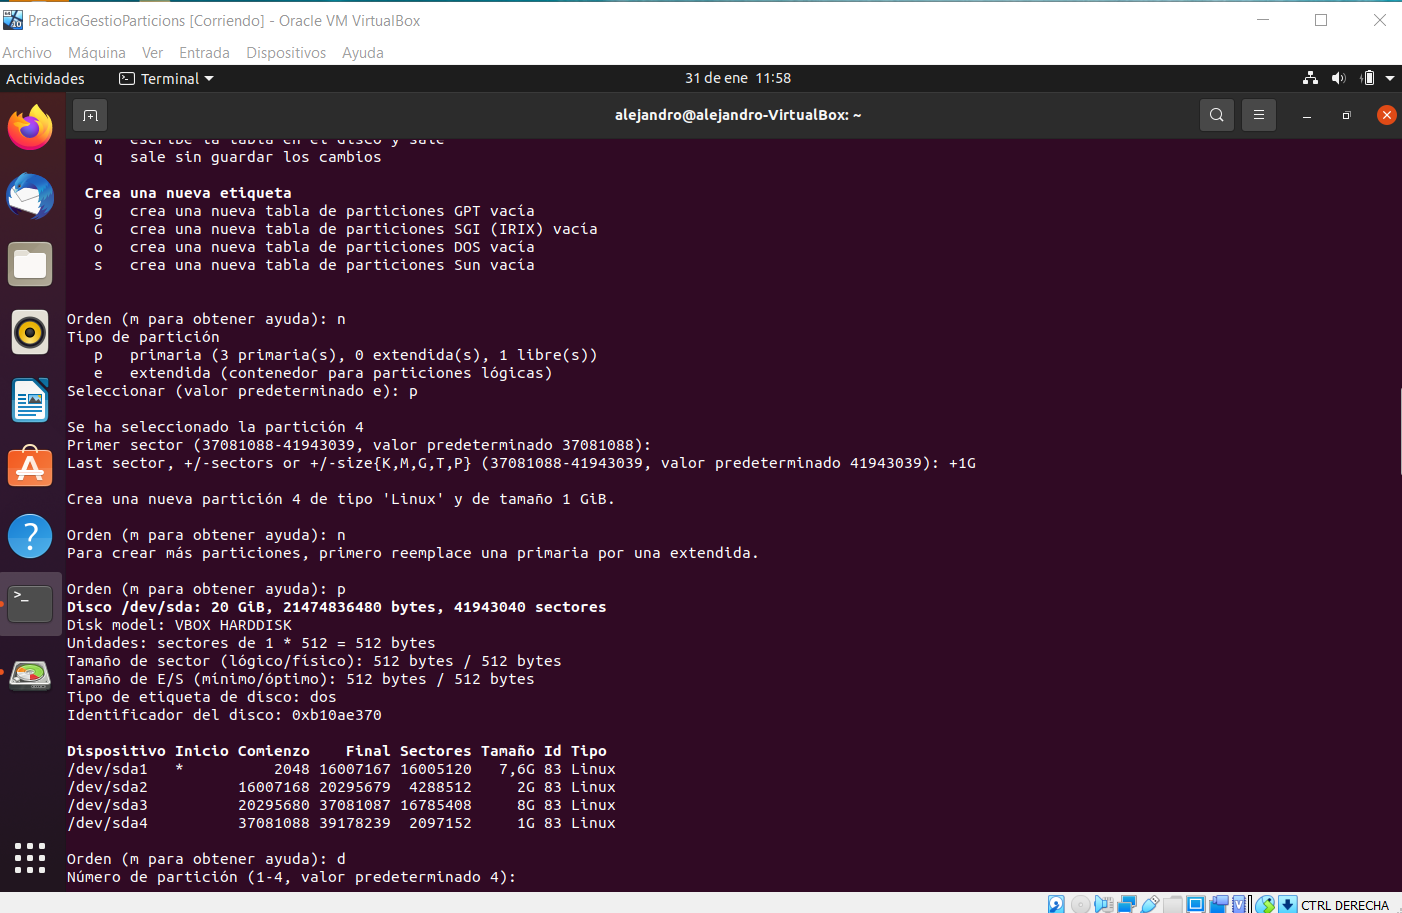 PracticaGestioParticions [Corriendo] - Oracle VM VirtualBox
Archivo Máquina Ver Entrada Dispositivos Ayuda
Actividades Terminal 31 de ene 11:58
alejandro@alejandro-VirtualBox: ~
w escribe la tabla en el disco y sale
q sale sin guardar los cambios
Crea una nueva etiqueta
g crea una nueva tabla de particiones GPT vacía
G crea una nueva tabla de particiones SGI (IRIX) vacía
o crea una nueva tabla de particiones DOS vacía
s crea una nueva tabla de particiones Sun vacía
Orden (m para obtener ayuda): n
Tipo de partición
p primaria (3 primaria(s), 0 extendida(s), 1 libre(s))
e extendida (contenedor para particiones lógicas)
Seleccionar (valor predeterminado e): p
Se ha seleccionado la partición 4
Primer sector (37081088-41943039, valor predeterminado 37081088):
Last sector, +/-sectors or +/-size{K,M,G,T,P} (37081088-41943039, valor predeterminado 41943039): +1G
Crea una nueva partición 4 de tipo 'Linux' y de tamaño 1 GiB.
Orden (m para obtener ayuda): n
Para crear más particiones, primero reemplace una primaria por una extendida.
Orden (m para obtener ayuda): p
Disco /dev/sda: 20 GiB, 21474836480 bytes, 41943040 sectores
Disk model: VBOX HARDDISK
Unidades: sectores de 1 * 512 = 512 bytes
Tamaño de sector (lógico/físico): 512 bytes / 512 bytes
Tamaño de E/S (mínimo/óptimo): 512 bytes / 512 bytes
Tipo de etiqueta de disco: dos
Identificador del disco: 0xb10ae370
Dispositivo Inicio Comienzo Final Sectores Tamaño Id Tipo
/dev/sda1 * 2048 16007167 16005120 7,6G 83 Linux
/dev/sda2 16007168 20295679 4288512 2G 83 Linux
/dev/sda3 20295680 37081087 16785408 8G 83 Linux
/dev/sda4 37081088 39178239 2097152 1G 83 Linux
Orden (m para obtener ayuda): d
Número de partición (1-4, valor predeterminado 4):
CTRL DERECHA